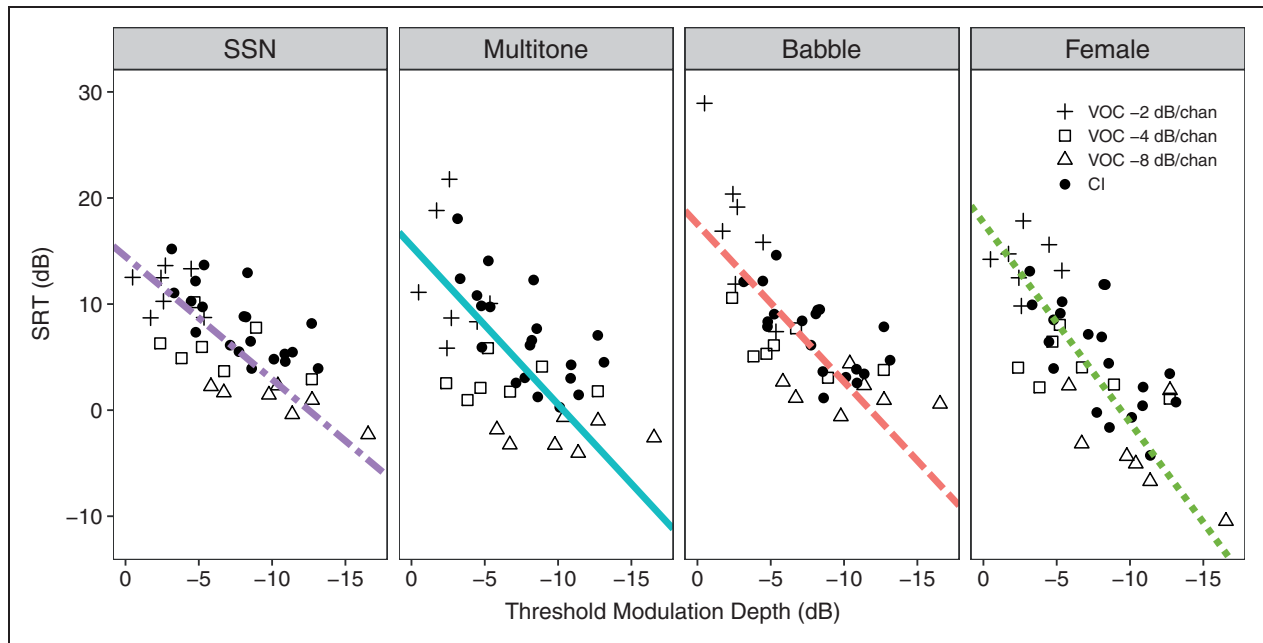 SSN Multitone Babble Female
VOC −2 dB/chan
VOC −4 dB/chan
VOC −8 dB/chan
CI
30
20
10
0
−10
SRT (dB)
0 −5 −10 −15 0 −5 −10 −15 0 −5 −10 −15 0 −5 −10 −15
Threshold Modulation Depth (dB)